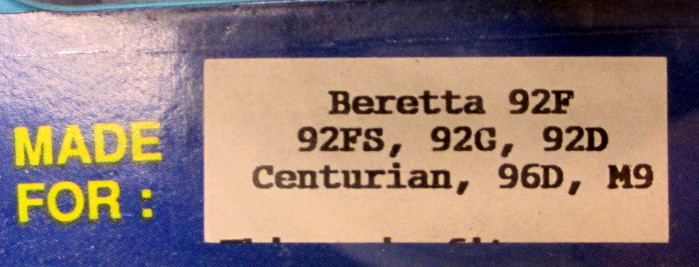 MADE
FOR :
Beretta 92F
92FS, 92G, 92D
Centurian, 96D, M9